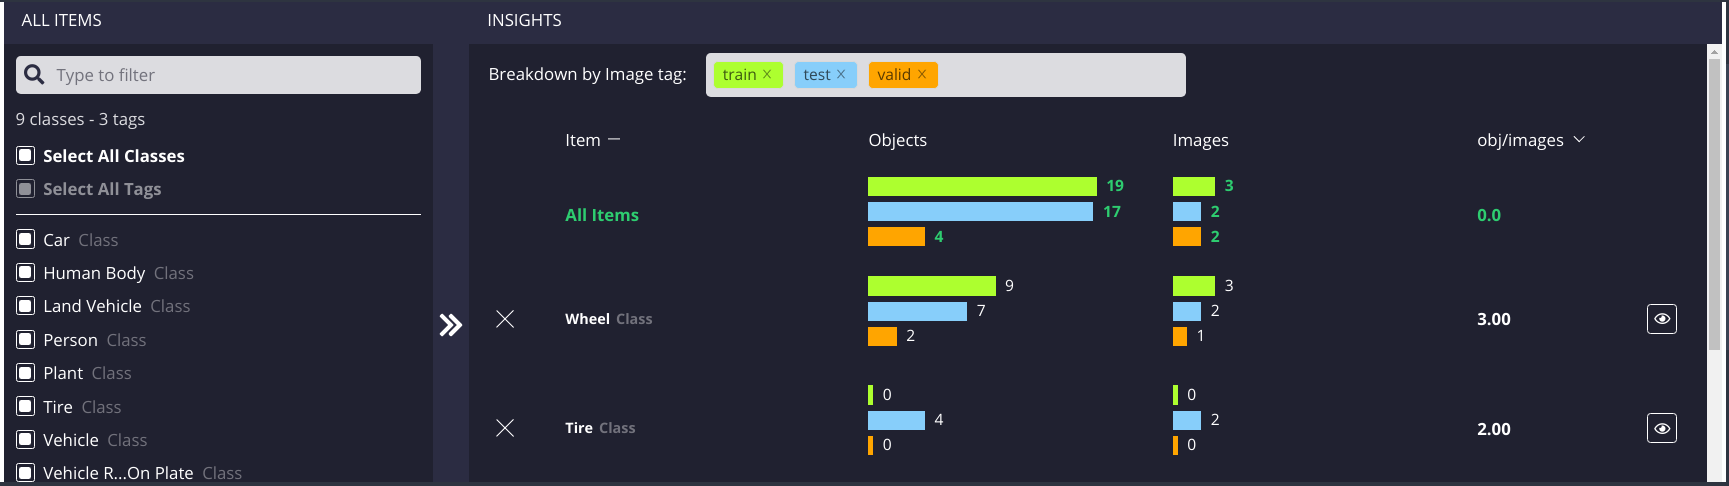 ALL ITEMS
Type to filter
9 classes - 3 tags
Select All Classes
Select All Tags
Car Class
Human Body Class
Land Vehicle Class
Person Class
Plant Class
Tire Class
Vehicle Class
Vehicle R...On Plate Class
INSIGHTS
Breakdown by Image tag: train × test × valid ×
Item Objects Images obj/images
All Items 19 17 4 3 2 2 0.0
Wheel Class 9 7 2 3 2 1 3.00
Tire Class 0 4 0 0 2 0 2.00